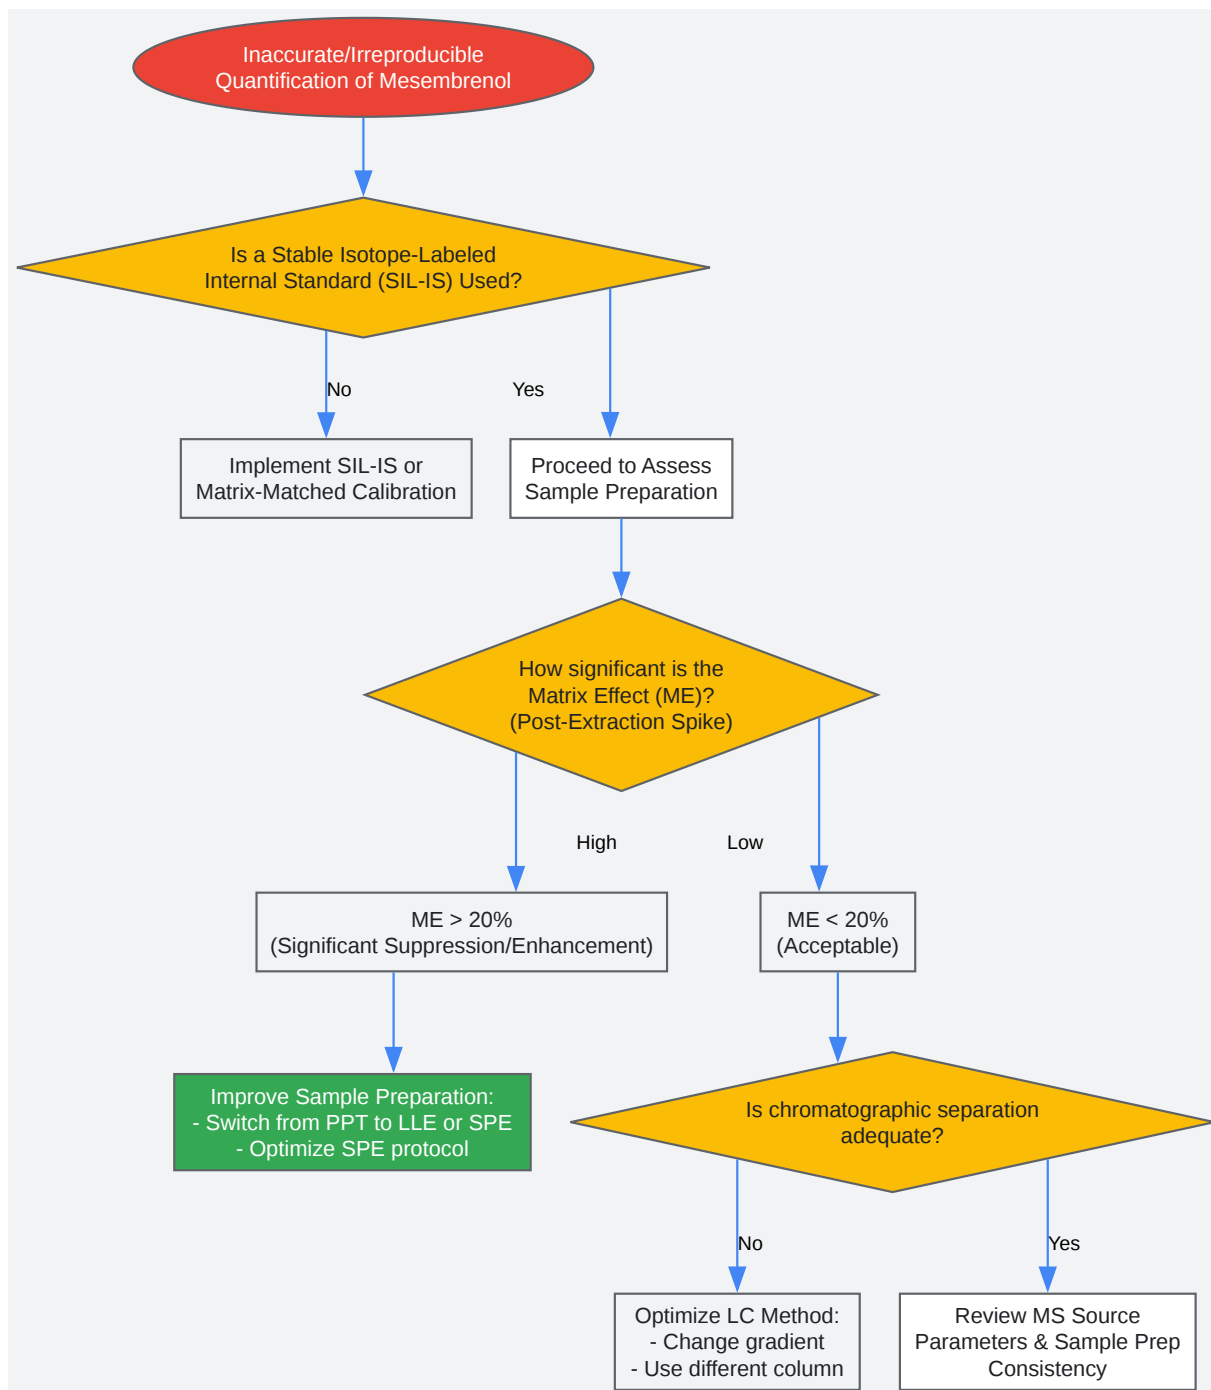 Inaccurate/Irreproducible
Quantification of Mesembrenol
Is a Stable Isotope-Labeled
Internal Standard (SIL-IS) Used?
No
Yes
Implement SIL-IS or
Matrix-Matched Calibration
Proceed to Assess
Sample Preparation
How significant is the
Matrix Effect (ME)?
(Post-Extraction Spike)
High
Low
ME > 20%
(Significant Suppression/Enhancement)
ME < 20%
(Acceptable)
Improve Sample Preparation:
- Switch from PPT to LLE or SPE
- Optimize SPE protocol
Is chromatographic separation
adequate?
No
Yes
Optimize LC Method:
- Change gradient
- Use different column
Review MS Source
Parameters & Sample Prep
Consistency